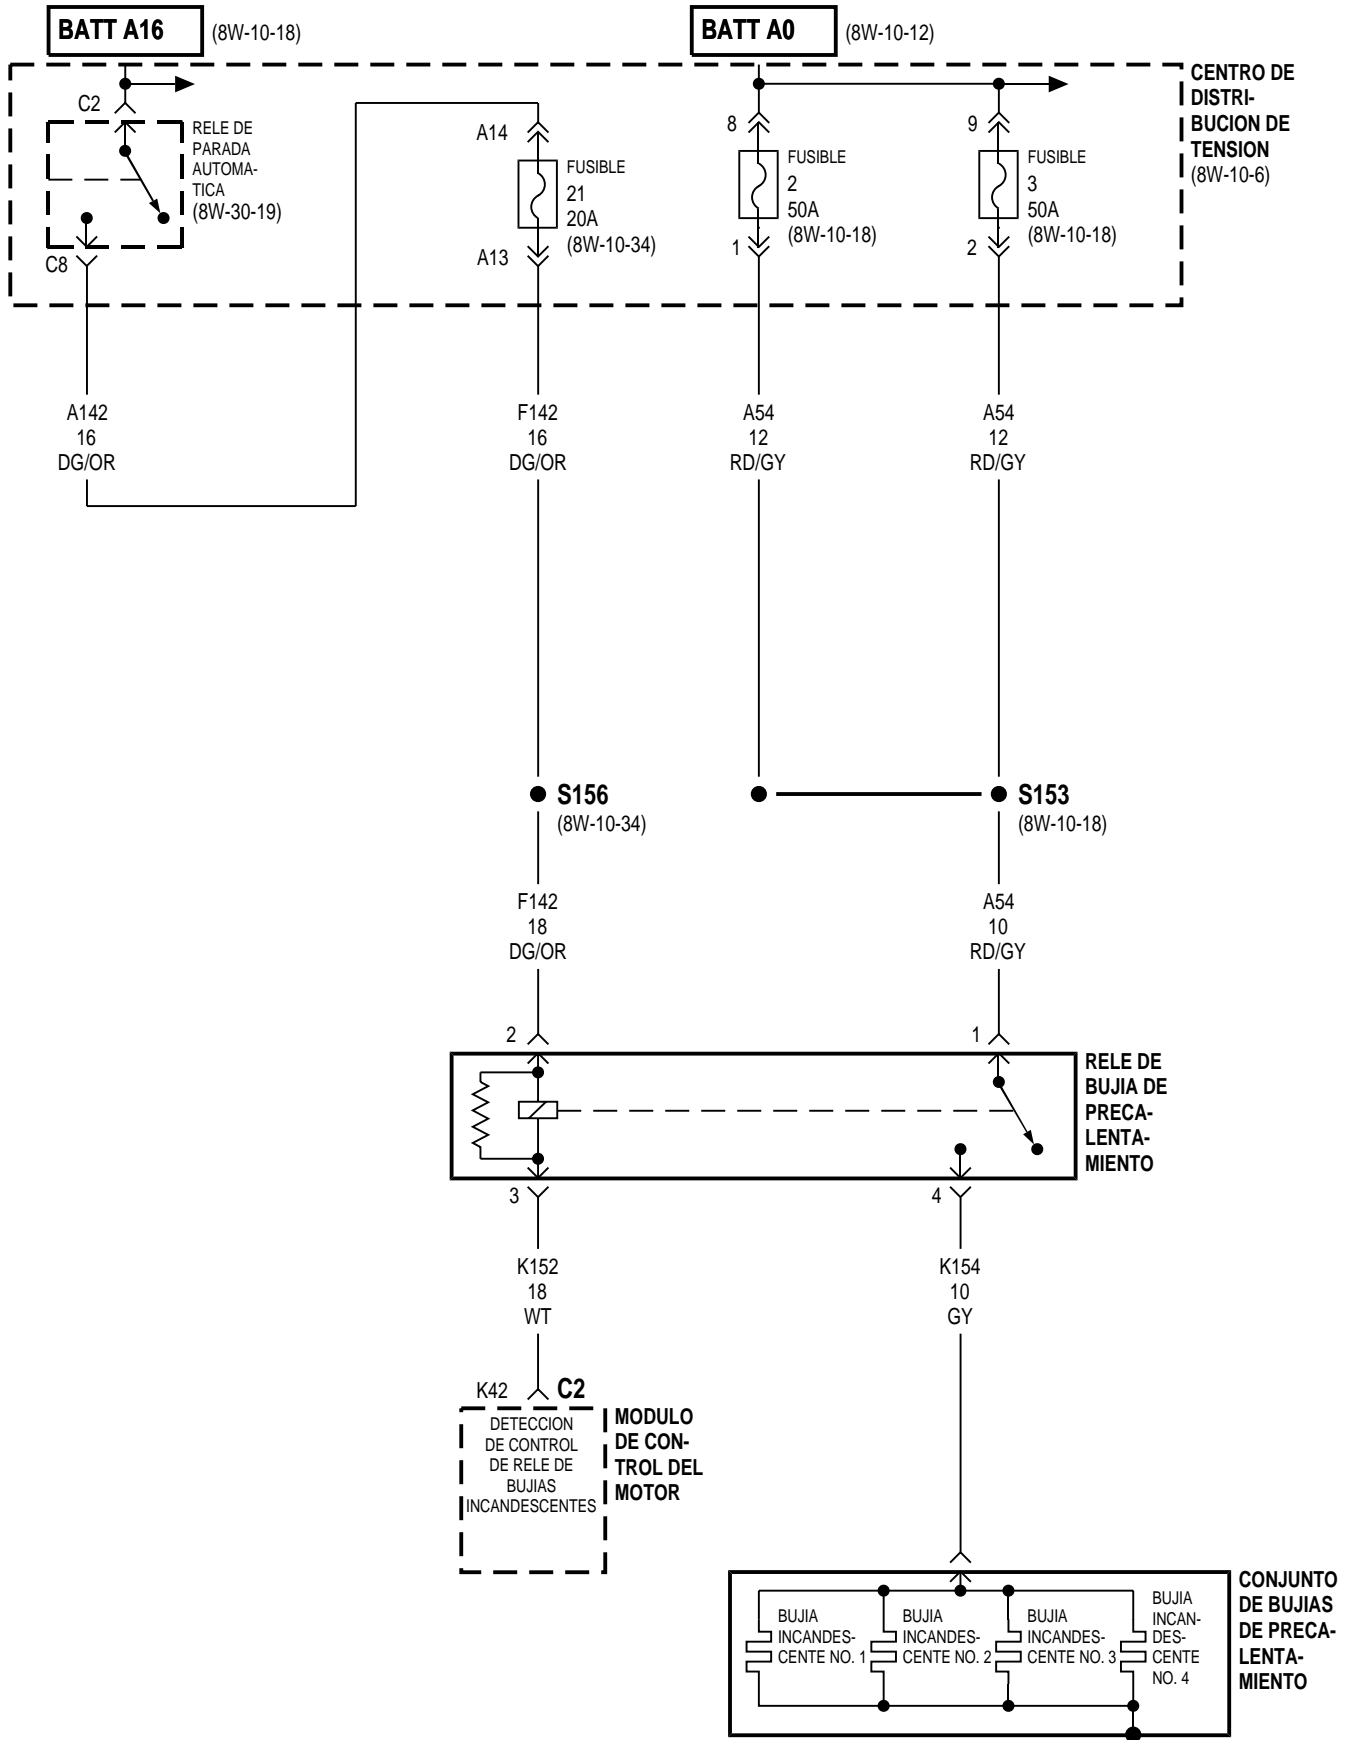 BATT A16 (8W-10-18)
BATT A0 (8W-10-12)
CENTRO DE
DISTRI-
BUCION DE
TENSION
(8W-10-6)
C2
RELE DE
PARADA
AUTOMA-
TICA
(8W-30-19)
C8
A14
FUSIBLE
21
20A
(8W-10-34)
A13
8
FUSIBLE
2
50A
(8W-10-18)
1
9
FUSIBLE
3
50A
(8W-10-18)
2
A142
16
DG/OR
F142
16
DG/OR
A54
12
RD/GY
A54
12
RD/GY
S156
(8W-10-34)
S153
(8W-10-18)
F142
18
DG/OR
A54
10
RD/GY
2
1
RELE DE
BUJIA DE
PRECA-
LENTA-
MIENTO
3
4
K152
18
WT
K154
10
GY
K42 C2
DETECCION
DE CONTROL
DE RELE DE
BUJIAS
INCANDESCENTES
MODULO
DE CON-
TROL DEL
MOTOR
BUJIA
INCANDES-
CENTE NO. 1
BUJIA
INCANDES-
CENTE NO. 2
BUJIA
INCANDES-
CENTE NO. 3
BUJIA
INCAN-
DES-
CENTE
NO. 4
CONJUNTO
DE BUJIAS
DE PRECA-
LENTA-
MIENTO